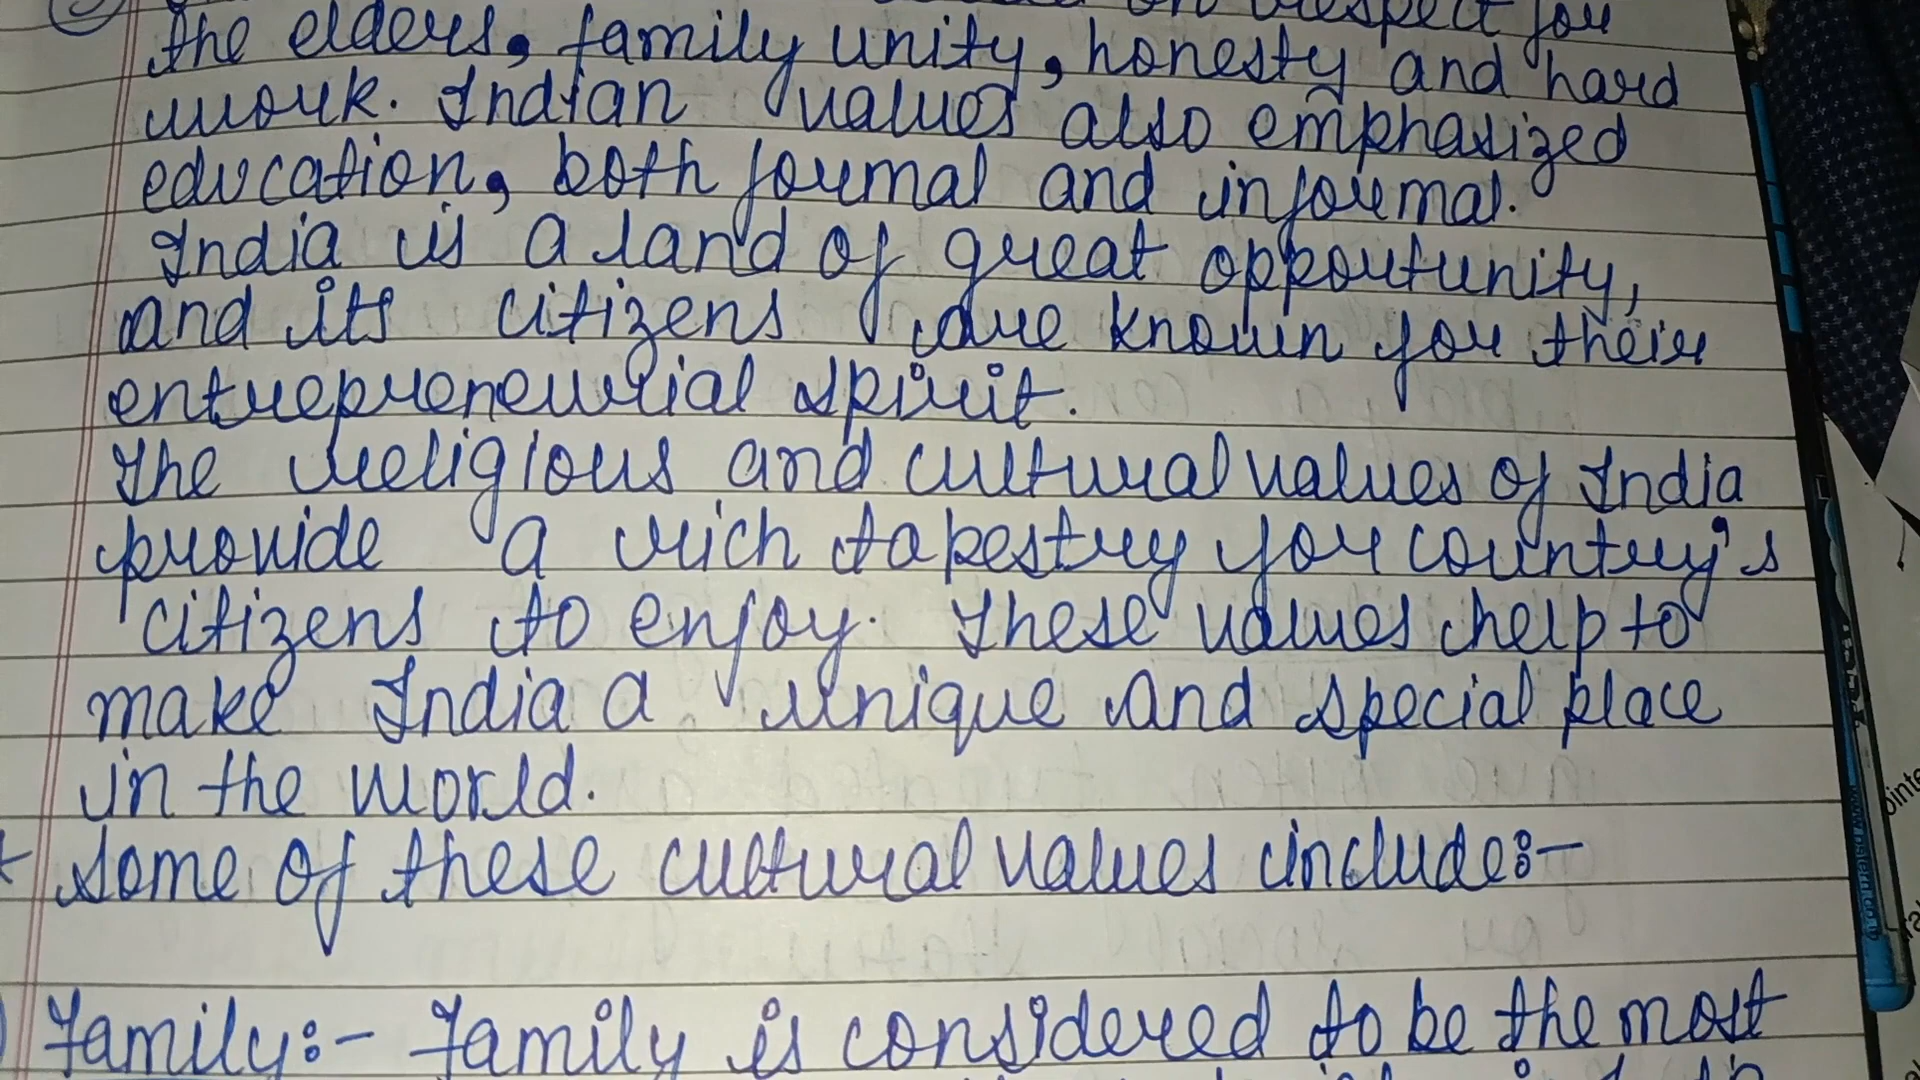 on respect for
the elders, family unity, honesty and hard
work. Indian values also emphasized
education, both formal and informal.
India is a land of great opportunity,
and its citizens are known for their
entrepreneurial spirit.
The religious and cultural values of India
provide a rich tapestry for country's
citizens to enjoy. These values help to
make India a unique and special place
in the world.
Some of these cultural values include:-
Family:- Family is considered to be the most